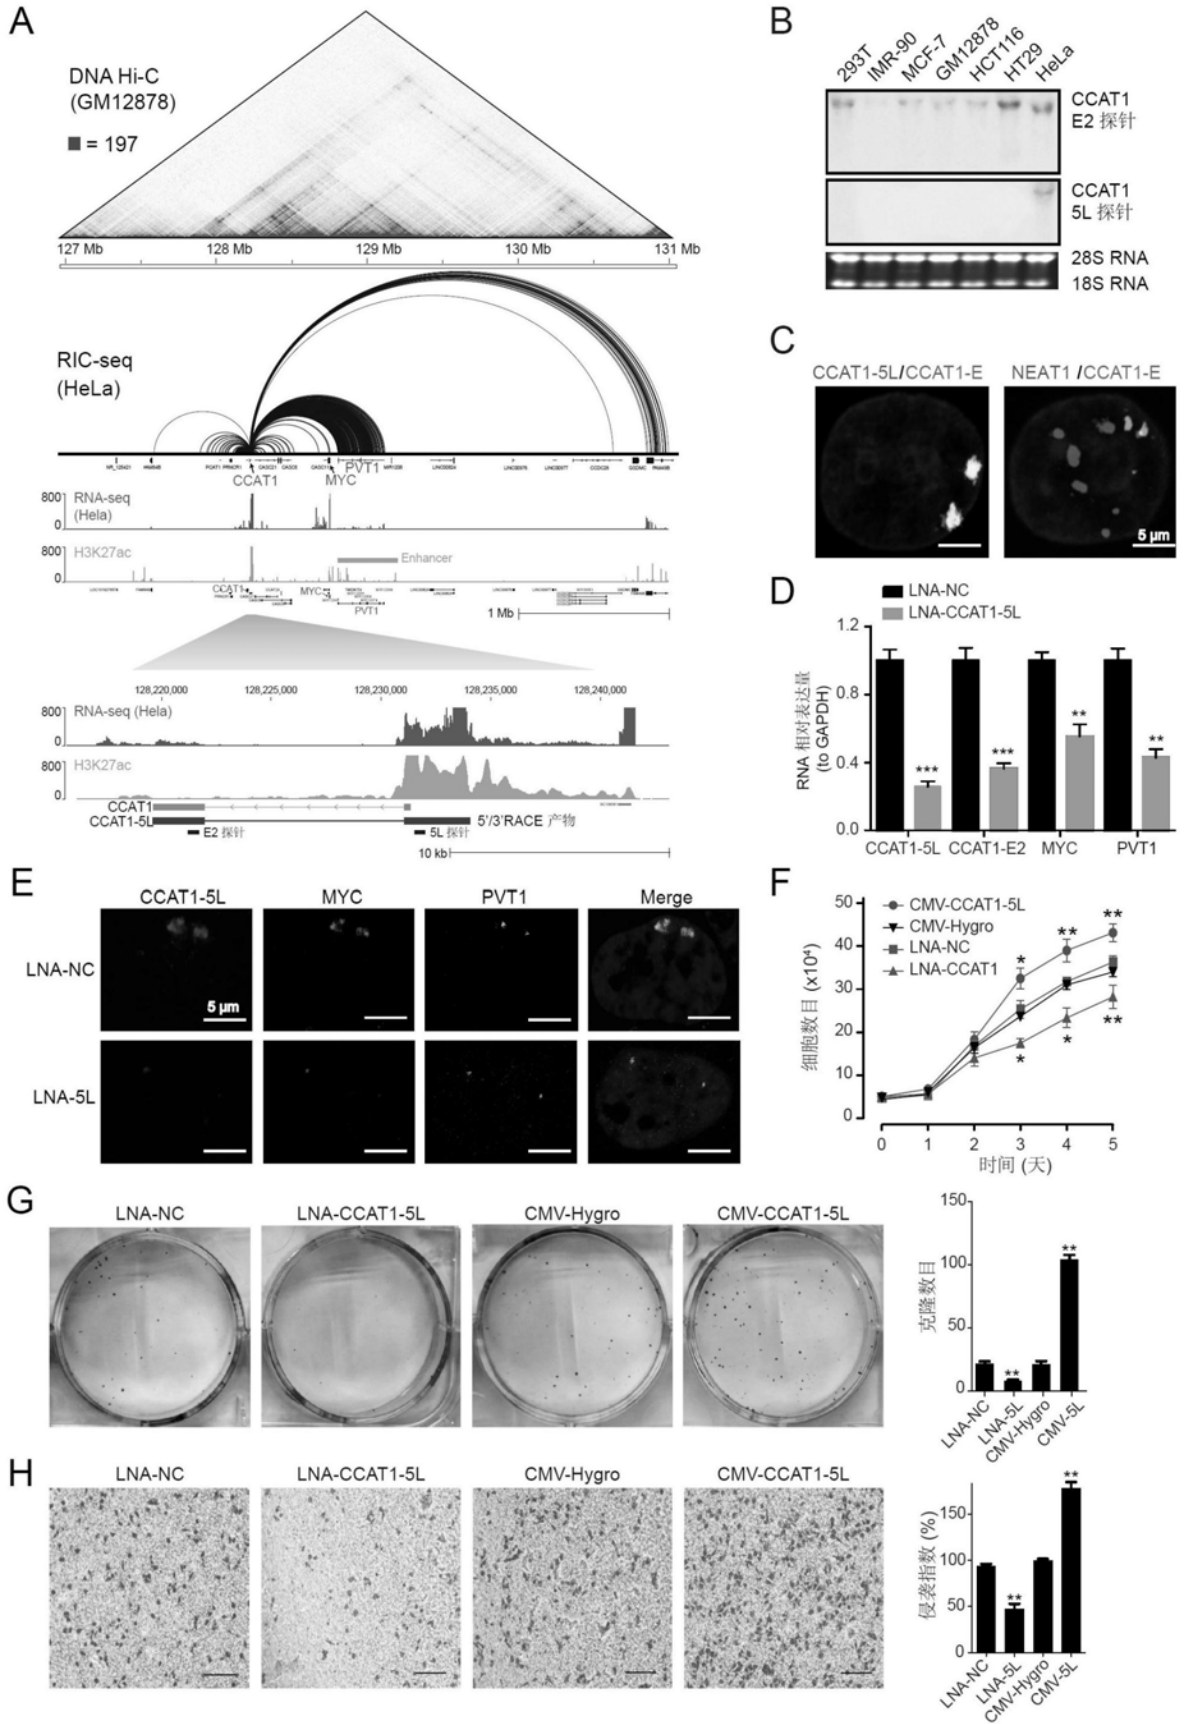 A
DNA Hi-C
(GM12878)
= 197
127 Mb 128 Mb 129 Mb 130 Mb 131 Mb
RIC-seq
(HeLa)
CCAT1 MYC PVT1
800
0
RNA-seq
(Hela)
800
0
H3K27ac
Enhancer
CCAT1 MYC PVT1
1 Mb
128,220,000 128,225,000 128,230,000 128,235,000 128,240,000
800
0
RNA-seq (Hela)
800
0
H3K27ac
CCAT1
CCAT1-5L 5'/3'RACE 产物
E2 探针 5L 探针
10 kb
B
293T IMR-90 MCF-7 GM12878 HCT116 HT29 HeLa
CCAT1
E2 探针
CCAT1
5L 探针
28S RNA
18S RNA
C
CCAT1-5L/CCAT1-E NEAT1 /CCAT1-E
5 µm
D
LNA-NC
LNA-CCAT1-5L
RNA 相对表达量
(to GAPDH)
1.2
0.8
0.4
0.0
*** *** ** **
CCAT1-5L CCAT1-E2 MYC PVT1
E
CCAT1-5L MYC PVT1 Merge
LNA-NC
5 µm
LNA-5L
F
CMV-CCAT1-5L
CMV-Hygro
LNA-NC
LNA-CCAT1
细胞数目 (x10⁴)
50
40
30
20
10
0
* ** **
* * **
0 1 2 3 4 5
时间 (天)
G
LNA-NC LNA-CCAT1-5L CMV-Hygro CMV-CCAT1-5L
克隆数目
150
100
50
0
** **
LNA-NC LNA-5L CMV-Hygro CMV-5L
H
LNA-NC LNA-CCAT1-5L CMV-Hygro CMV-CCAT1-5L
侵袭指数 (%)
150
100
50
0
** **
LNA-NC LNA-5L CMV-Hygro CMV-5L